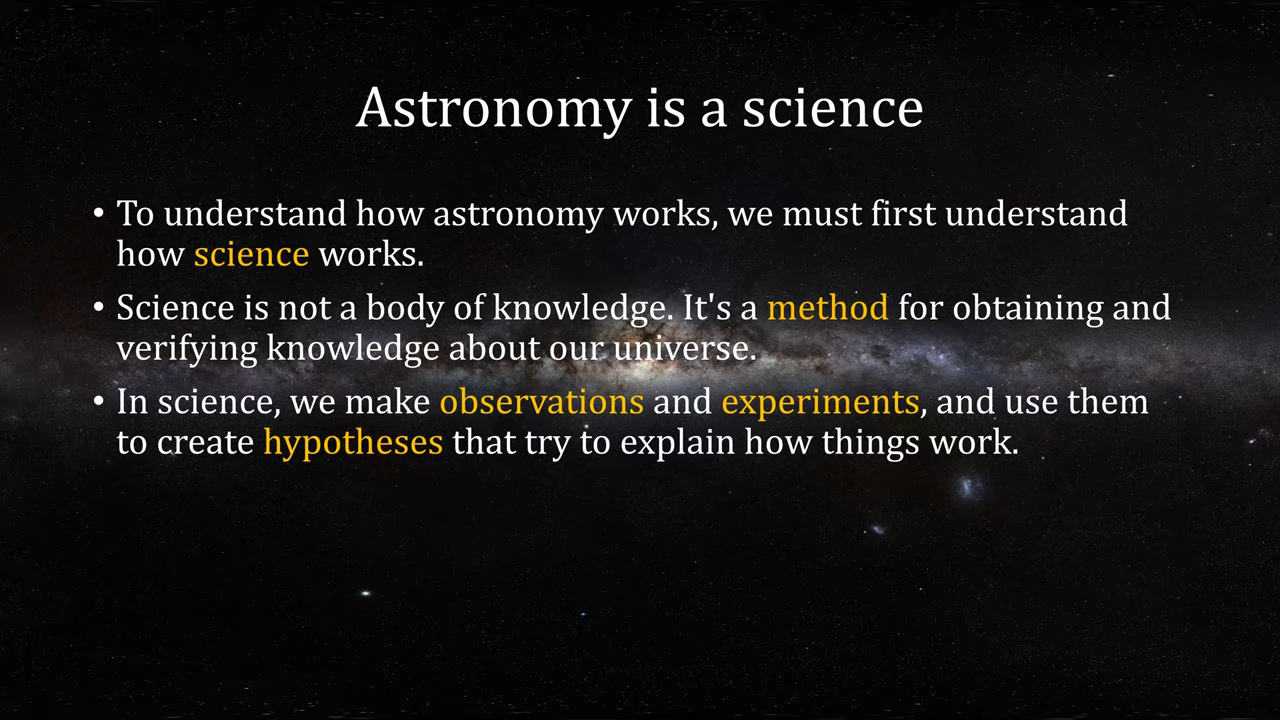 Astronomy is a science
• To understand how astronomy works, we must first understand
how science works.
• Science is not a body of knowledge. It's a method for obtaining and
verifying knowledge about our universe.
• In science, we make observations and experiments, and use them
to create hypotheses that try to explain how things work.